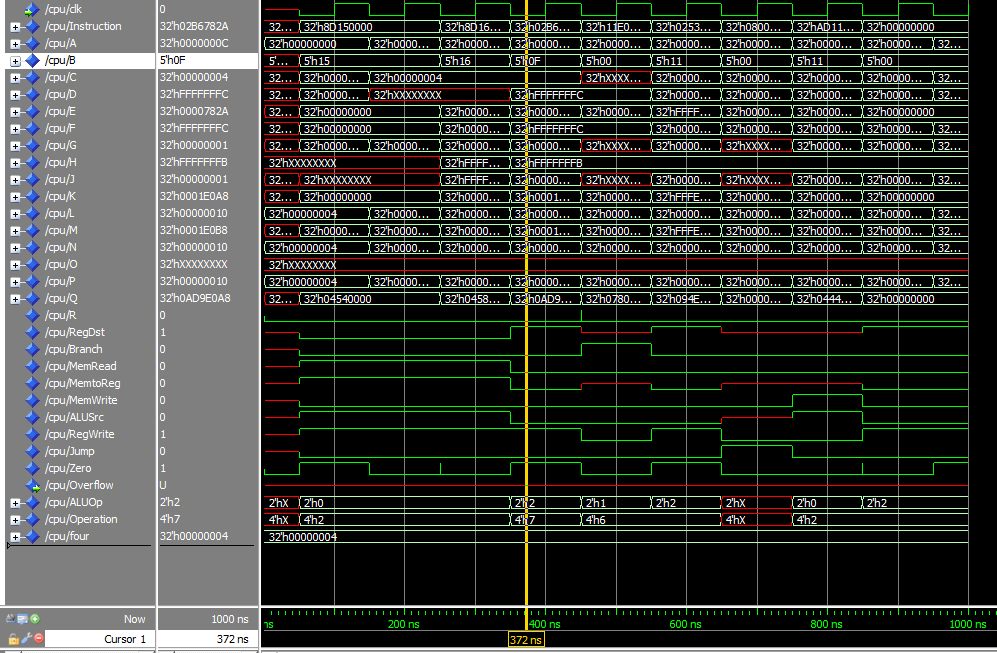 /cpu/clk 0
/cpu/Instruction 32'h02B6782A 32... 32'h8D150000 32'h8D16... 32'h02B6... 32'h11E0... 32'h0253... 32'h0800... 32'hAD11... 32'h00000000
/cpu/A 32'h0000000C 32'h00000000 32'h0000... 32'h0000... 32'h0000... 32'h0000... 32'h0000... 32'h0000... 32'h0000... 32'h0000... 32...
/cpu/B 5'h0F 5'... 5'h15 5'h16 5'h0F 5'h00 5'h11 5'h00 5'h11 5'h00
/cpu/C 32'h00000004 32... 32'h0000... 32'h00000004 32'hXXXX... 32'h0000... 32'h0000... 32'h0000... 32'h0000... 32...
/cpu/D 32'hFFFFFFFC 32... 32'h0000... 32'hXXXXXXXX 32'hFFFFFFFC 32'h0000... 32'h0000... 32'h0000... 32'h0000... 32...
/cpu/E 32'h0000782A 32... 32'h00000000 32'h0000... 32'h0000... 32'h0000... 32'hFFFF... 32'h0000... 32'h0000... 32'h00000000
/cpu/F 32'hFFFFFFFC 32... 32'h00000000 32'h0000... 32'hFFFFFFFC 32'h0000... 32'h0000... 32'h0000... 32'h0000... 32...
/cpu/G 32'h00000001 32... 32'h0000... 32'h0000... 32'h0000... 32'h0000... 32'hXXXX... 32'h0000... 32'hXXXX... 32'h0000... 32'h0000... 32...
/cpu/H 32'hFFFFFFFB 32'hXXXXXXXX 32'hFFFF... 32'hFFFFFFFB
/cpu/J 32'h00000001 32... 32'hXXXXXXXX 32'hFFFF... 32'h0000... 32'hXXXX... 32'h0000... 32'hXXXX... 32'h0000... 32'h0000... 32...
/cpu/K 32'h0001E0A8 32... 32'h00000000 32'h0000... 32'h0001... 32'h0000... 32'hFFFE... 32'h0000... 32'h0000... 32'h00000000
/cpu/L 32'h00000010 32'h00000004 32'h0000... 32'h0000... 32'h0000... 32'h0000... 32'h0000... 32'h0000... 32'h0000... 32'h0000... 32...
/cpu/M 32'h0001E0B8 32... 32'h0000... 32'h0000... 32'h0000... 32'h0001... 32'h0000... 32'hFFFE... 32'h0000... 32'h0000... 32'h0000... 32...
/cpu/N 32'h00000010 32'h00000004 32'h0000... 32'h0000... 32'h0000... 32'h0000... 32'h0000... 32'h0000... 32'h0000... 32'h0000... 32...
/cpu/O 32'hXXXXXXXX 32'hXXXXXXXX
/cpu/P 32'h00000010 32'h00000004 32'h0000... 32'h0000... 32'h0000... 32'h0000... 32'h0000... 32'h0000... 32'h0000... 32'h0000... 32...
/cpu/Q 32'h0AD9E0A8 32... 32'h04540000 32'h0458... 32'h0AD9... 32'h0780... 32'h094E... 32'h0000... 32'h0444... 32'h00000000
/cpu/R 0
/cpu/RegDst 1
/cpu/Branch 0
/cpu/MemRead 0
/cpu/MemtoReg 0
/cpu/MemWrite 0
/cpu/ALUSrc 0
/cpu/RegWrite 1
/cpu/Jump 0
/cpu/Zero 1
/cpu/Overflow U
/cpu/ALUOp 2'h2 2'hX 2'h0 2'h2 2'h1 2'h2 2'hX 2'h0 2'h2
/cpu/Operation 4'h7 4'hX 4'h2 4'h7 4'h6 4'hX 4'h2
/cpu/four 32'h00000004 32'h00000004
Now 1000 ns ns 200 ns 400 ns 600 ns 800 ns 1000 ns
Cursor 1 372 ns 372 ns